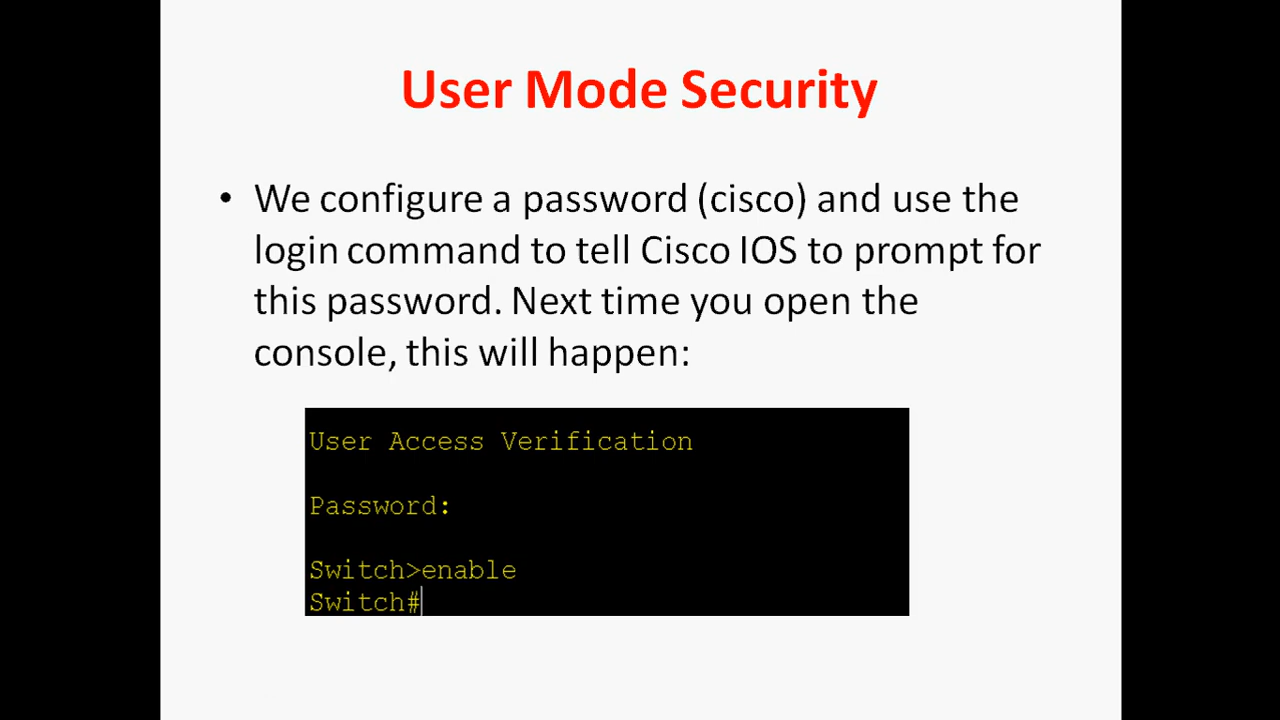 User Mode Security
• We configure a password (cisco) and use the
login command to tell Cisco IOS to prompt for
this password. Next time you open the
console, this will happen:
User Access Verification
Password:
Switch>enable
Switch#